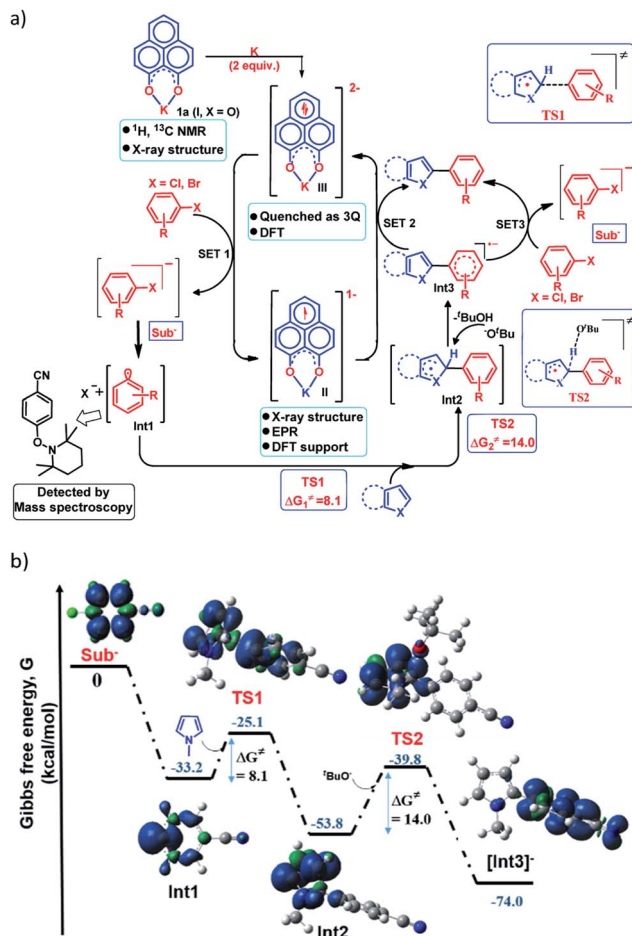 a)
K
(2 equiv.)
O O
K
1a (I, X = O)
● ¹H, ¹³C NMR
● X-ray structure
2-
O O
K III
● Quenched as 3Q
● DFT
H
X
R
TS1
≠
X = Cl, Br
X
R
SET 1
SET 2
SET3
X
R
X
R
X
R
Sub⁻
X
R
Sub⁻
•−
X
R
Int3
X = Cl, Br
-ᵗBuOH
⁻OᵗBu
1-
O O
K II
● X-ray structure
● EPR
● DFT support
H
X
R
Int2
OᵗBu
H
X
R
TS2
≠
CN
O
N
X⁻ +
R
Int1
Detected by
Mass spectroscopy
TS1
ΔG₁≠ =8.1
X
TS2
ΔG₂≠ =14.0
b)
Gibbs free energy, G
(kcal/mol)
Sub⁻
0
N
-33.2
Int1
TS1
-25.1
ΔG≠
= 8.1
-53.8
Int2
ᵗBuO⁻
TS2
-39.8
ΔG≠
= 14.0
[Int3]⁻
-74.0